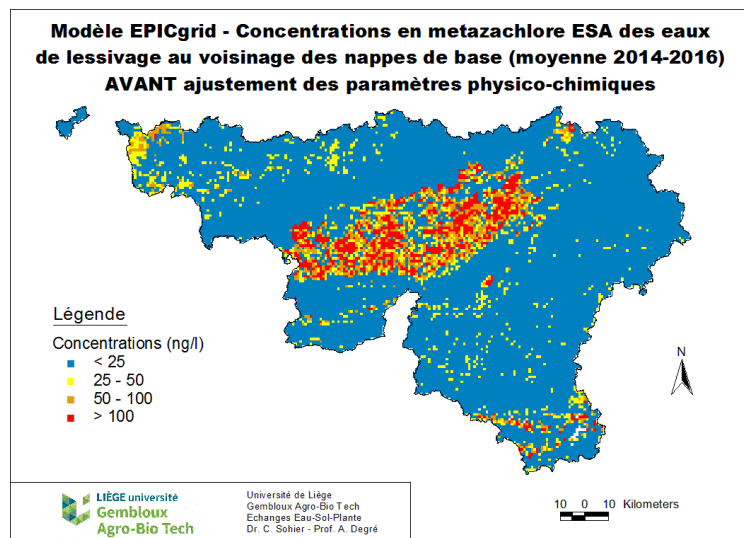 Modèle EPICgrid - Concentrations en metazachlore ESA des eaux
de lessivage au voisinage des nappes de base (moyenne 2014-2016)
AVANT ajustement des paramètres physico-chimiques
Légende
Concentrations (ng/l)
< 25
25 - 50
50 - 100
> 100
N
LIÈGE université
Gembloux
Agro-Bio Tech
Université de Liège
Gembloux Agro-Bio Tech
Echanges Eau-Sol-Plante
Dr. C. Sohier - Prof. A. Degré
10 0 10 Kilometers